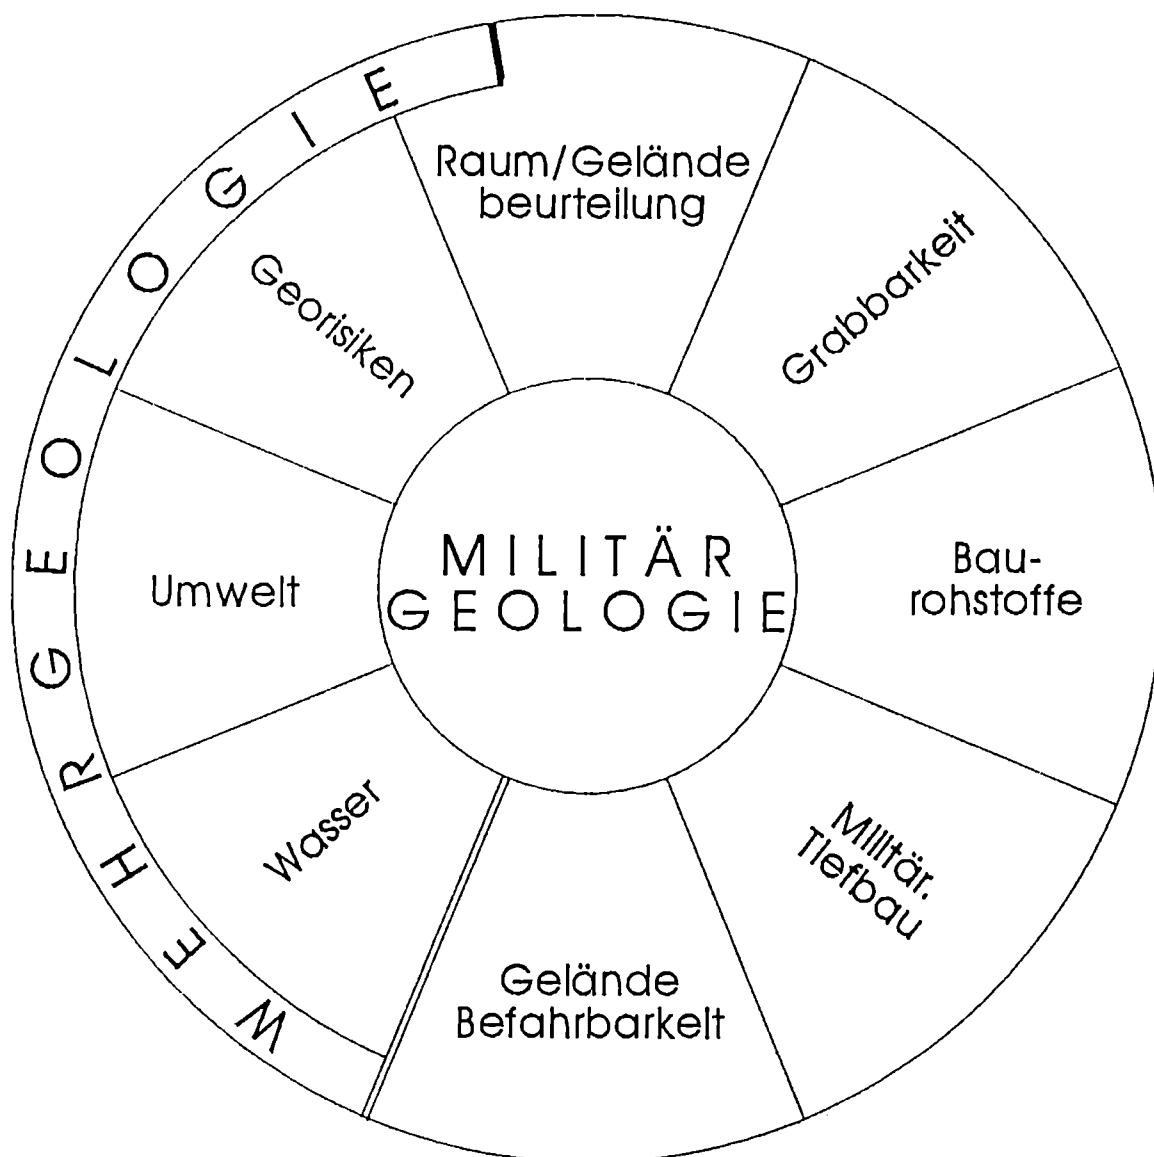 WEHRGEOLOGIE
Raum/Gelände
beurteilung
Grabbarkeit
Bau-
rohstoffe
Militär.
Tiefbau
Gelände
Befahrbarkeit
Wasser
Umwelt
Georisiken
MILITÄR
GEOLOGIE